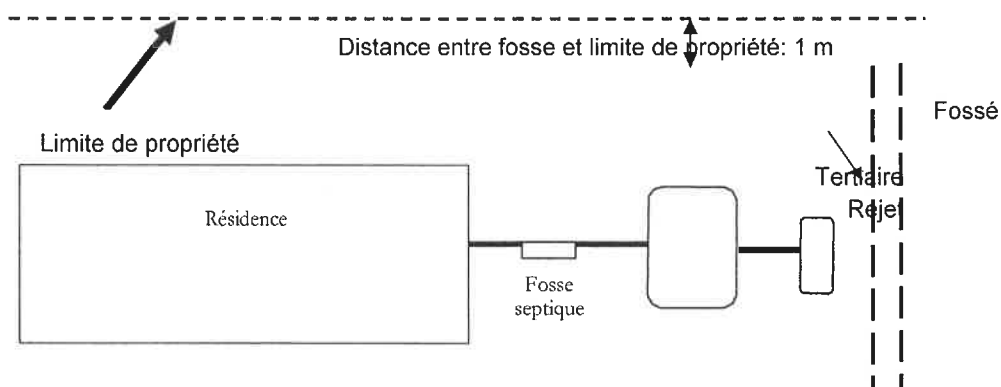 Distance entre fosse et limite de propriété: 1 m
Fossé
Limite de propriété
Tertiaire
Rejet
Résidence
Fosse
septique